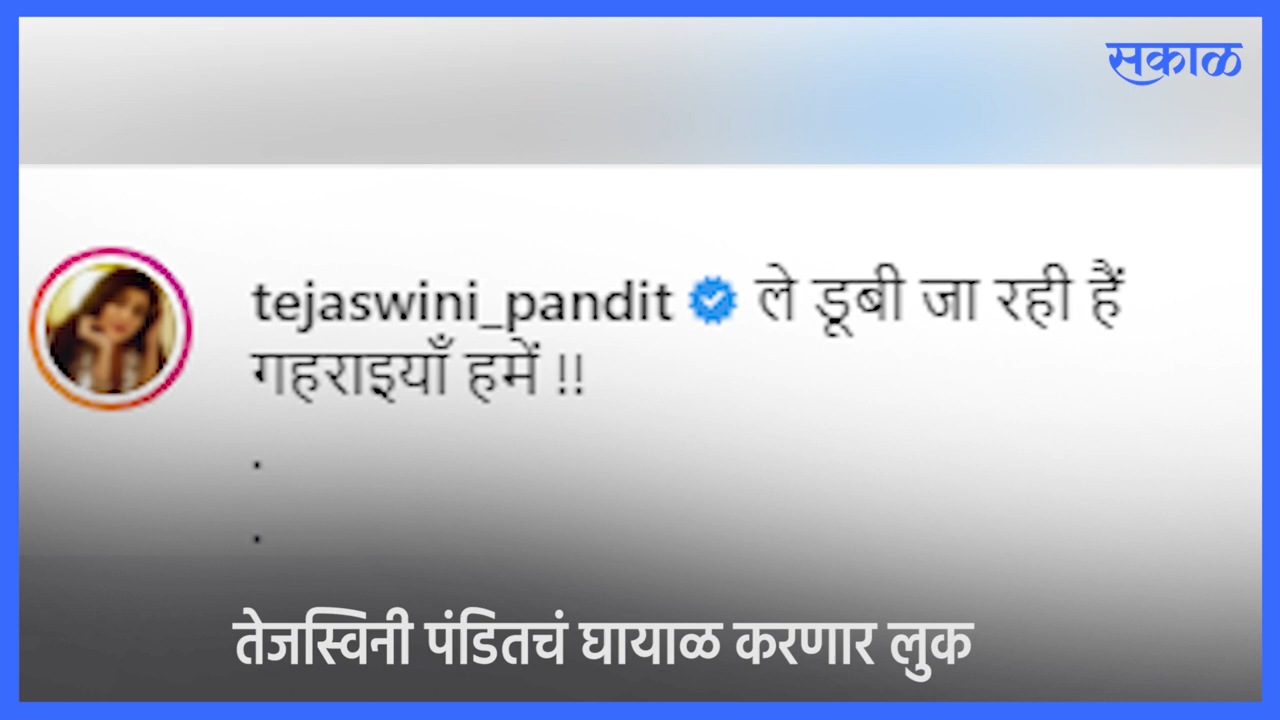 सकाळ
tejaswini_pandit ले डूबी जा रही हैं
गहराइयाँ हमें !!
.
.
तेजस्विनी पंडितचं घायाळ करणार लुक